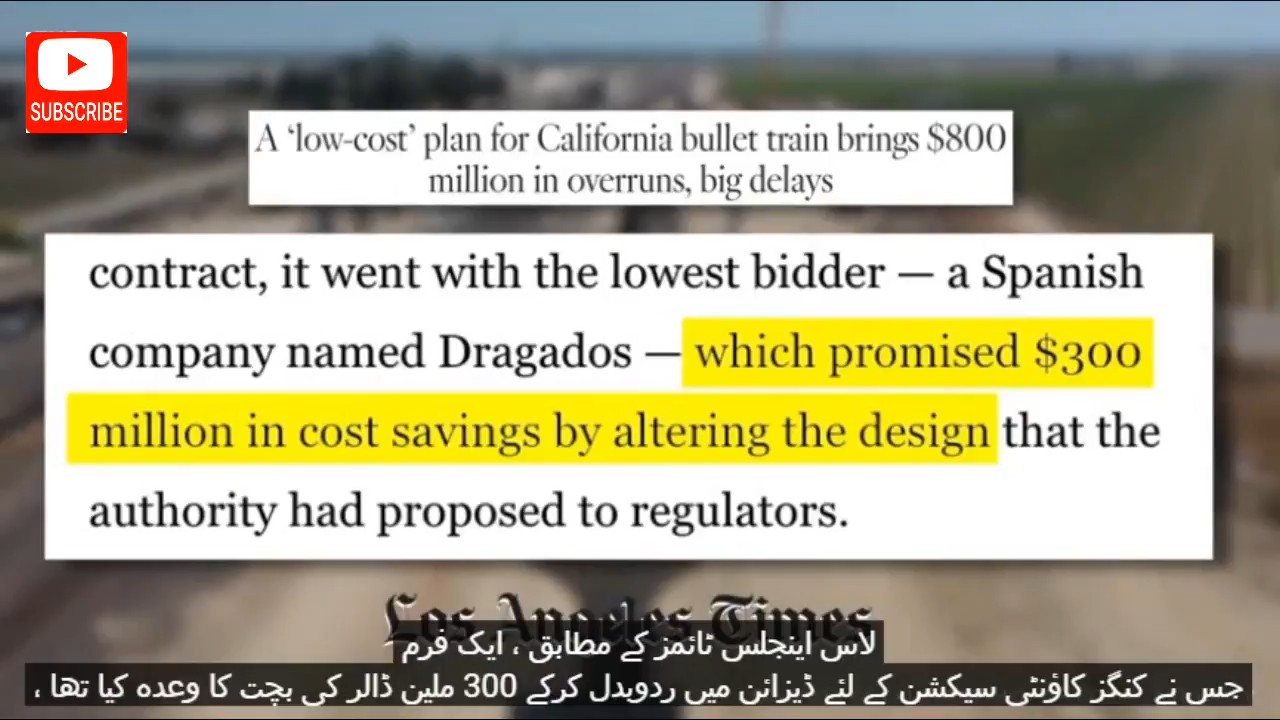 SUBSCRIBE
A ‘low-cost’ plan for California bullet train brings $800
million in overruns, big delays
contract, it went with the lowest bidder — a Spanish
company named Dragados — which promised $300
million in cost savings by altering the design that the
authority had proposed to regulators.
Los Angeles Times
لاس اینجلس ٹائمز کے مطابق ، ایک فرم
جس نے کنگز کاؤنٹی سیکشن کے لئے ڈیزائن میں ردوبدل کرکے 300 ملین ڈالر کی بچت کا وعدہ کیا تھا ،